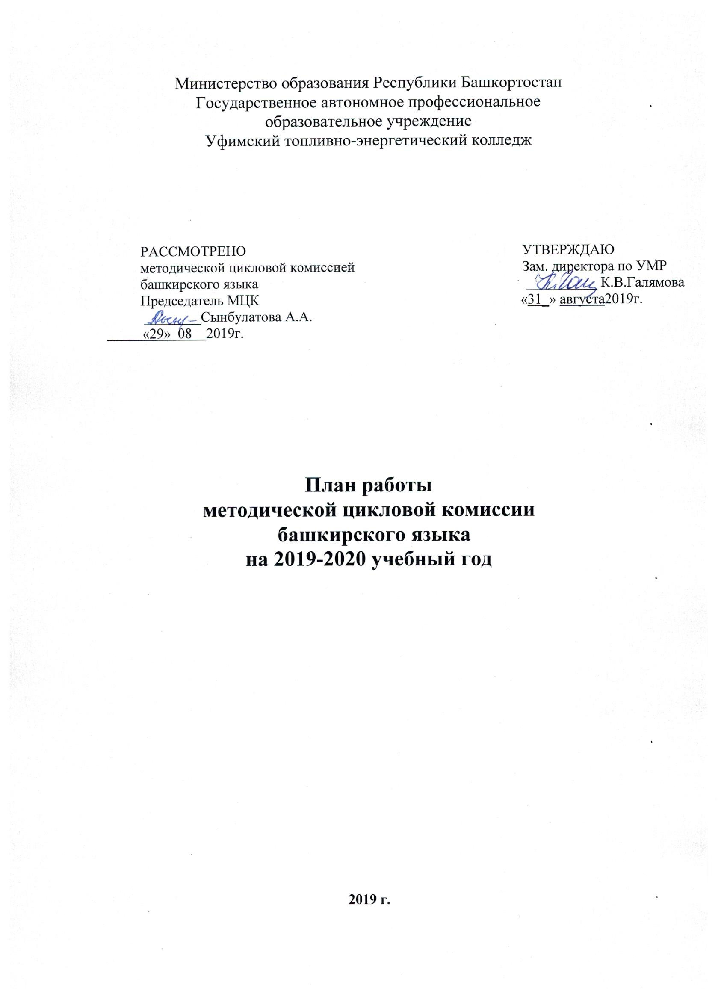 Министерство образования Республики Башкортостан
Государственное автономное профессиональное
образовательное учреждение
Уфимский топливно-энергетический колледж
РАССМОТРЕНО
методической цикловой комиссией
башкирского языка
Председатель МЦК
Сынбулатова А.А.
«29» 08 2019г.
УТВЕРЖДАЮ
Зам. директора по УМР
К.В.Галямова
«31_» августа2019г.
План работы
методической цикловой комиссии
башкирского языка
на 2019-2020 учебный год
2019 г.